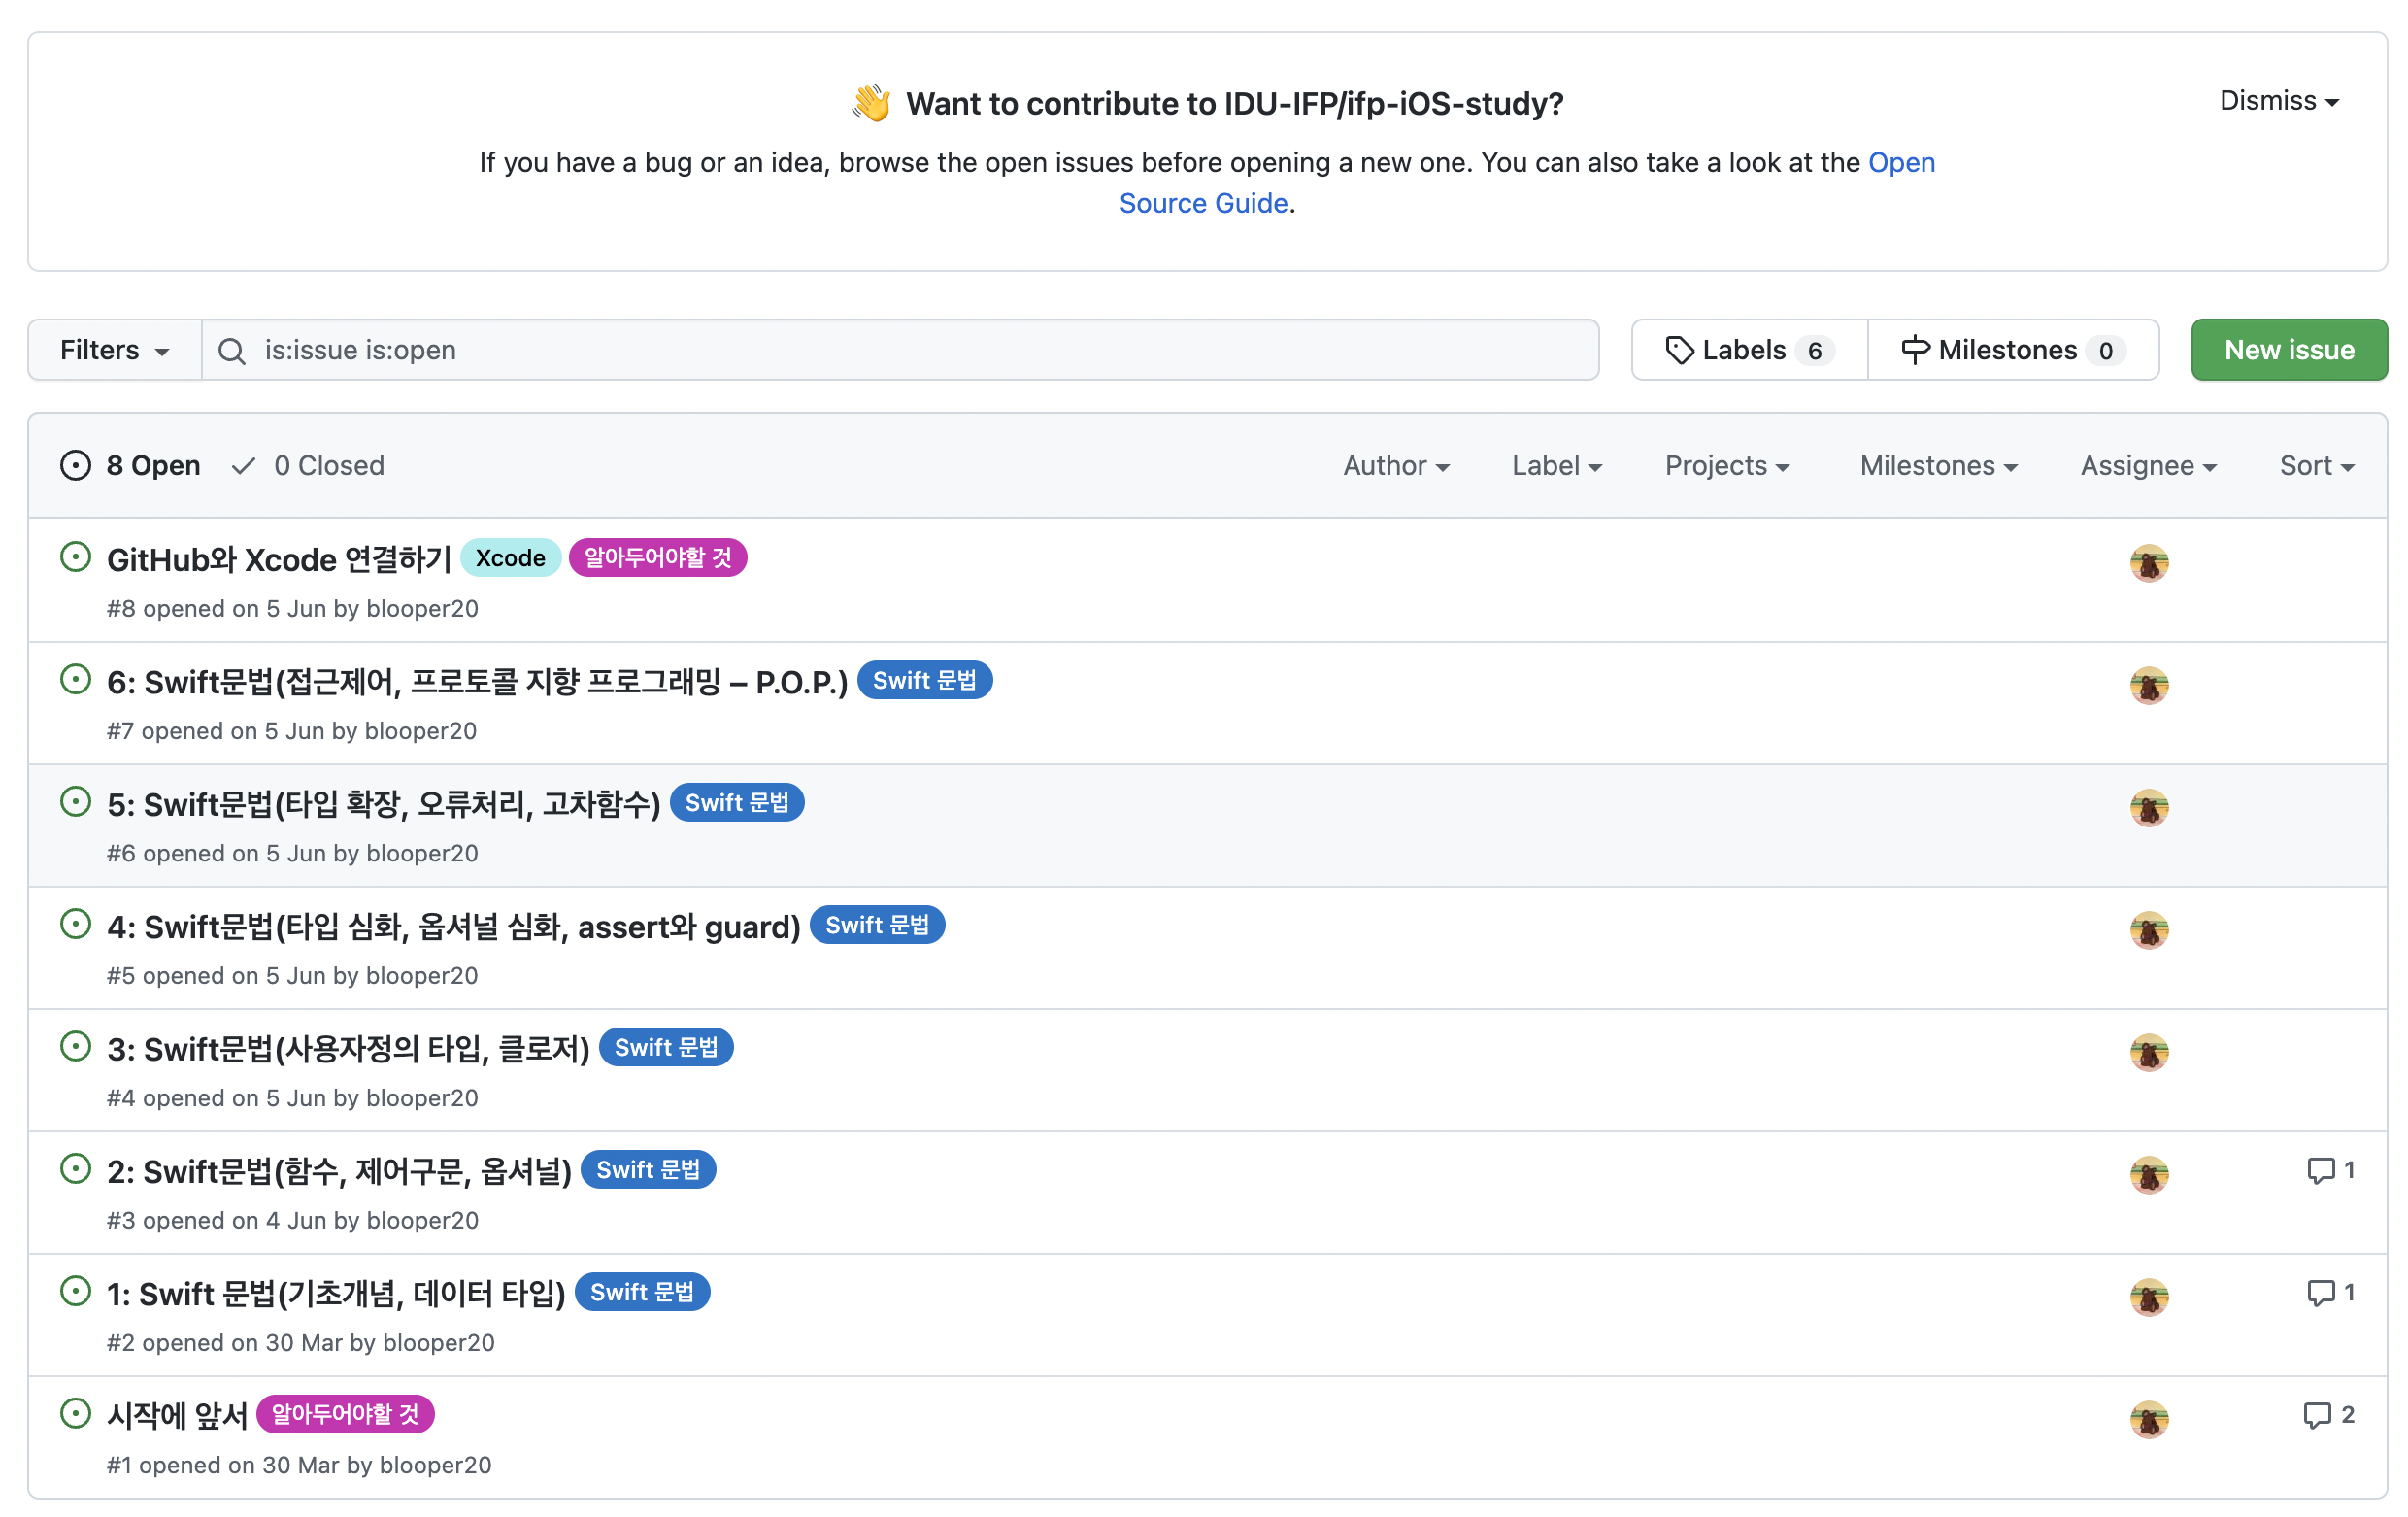 👋 Want to contribute to IDU-IFP/ifp-iOS-study?
Dismiss
If you have a bug or an idea, browse the open issues before opening a new one. You can also take a look at the Open
Source Guide.
Filters is:issue is:open Labels 6 Milestones 0 New issue
8 Open 0 Closed Author Label Projects Milestones Assignee Sort
GitHub와 Xcode 연결하기 Xcode 알아두어야할 것
#8 opened on 5 Jun by blooper20
6: Swift문법(접근제어, 프로토콜 지향 프로그래밍 – P.O.P.) Swift 문법
#7 opened on 5 Jun by blooper20
5: Swift문법(타입 확장, 오류처리, 고차함수) Swift 문법
#6 opened on 5 Jun by blooper20
4: Swift문법(타입 심화, 옵셔널 심화, assert와 guard) Swift 문법
#5 opened on 5 Jun by blooper20
3: Swift문법(사용자정의 타입, 클로저) Swift 문법
#4 opened on 5 Jun by blooper20
2: Swift문법(함수, 제어구문, 옵셔널) Swift 문법 1
#3 opened on 4 Jun by blooper20
1: Swift 문법(기초개념, 데이터 타입) Swift 문법 1
#2 opened on 30 Mar by blooper20
시작에 앞서 알아두어야할 것 2
#1 opened on 30 Mar by blooper20